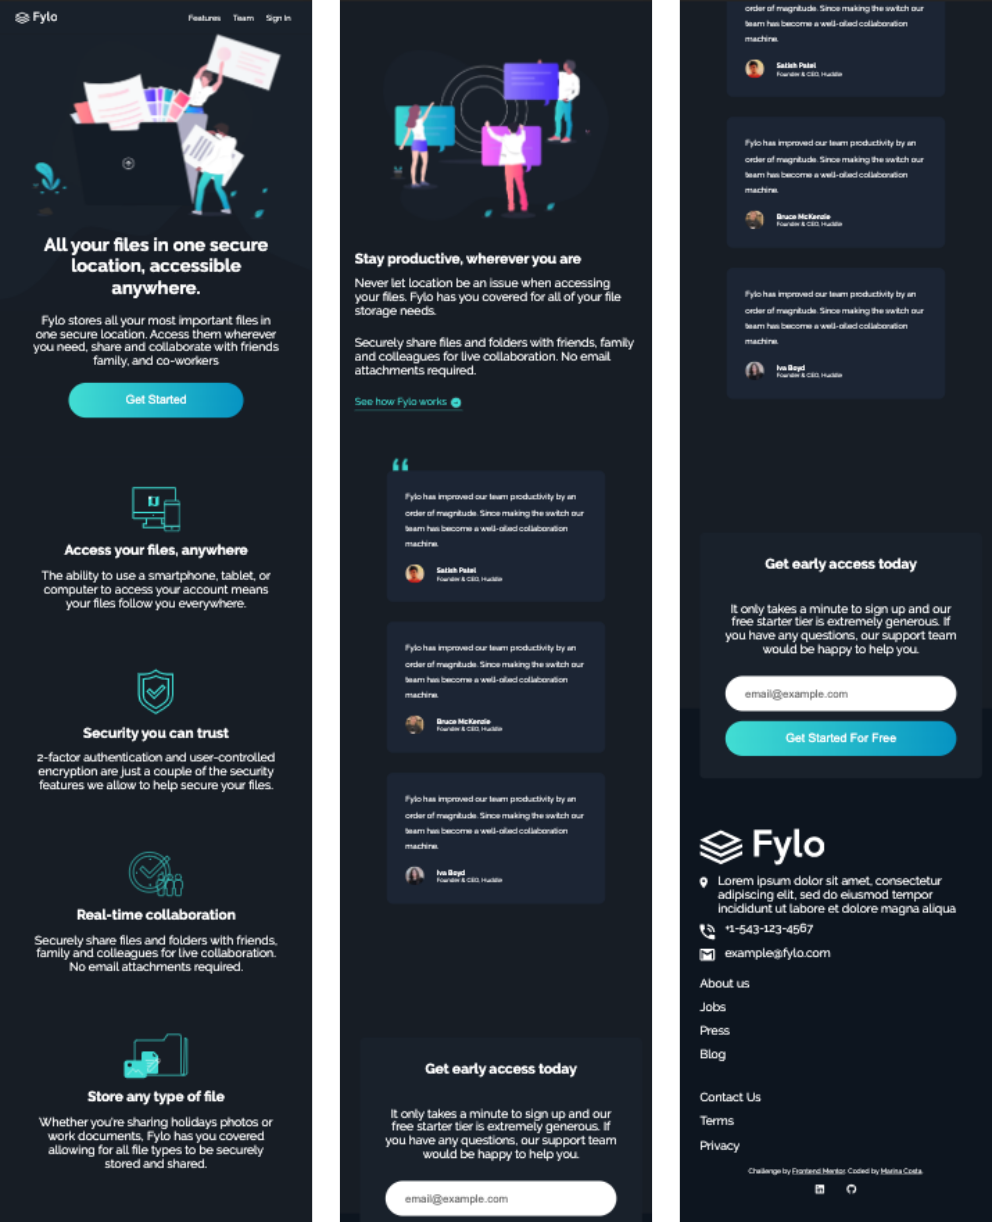 Fylo
Features Team Sign In
All your files in one secure
location, accessible
anywhere.
Fylo stores all your most important files in
one secure location. Access them wherever
you need, share and collaborate with friends
family, and co-workers
Get Started
Access your files, anywhere
The ability to use a smartphone, tablet, or
computer to access your account means
your files follow you everywhere.
Security you can trust
2-factor authentication and user-controlled
encryption are just a couple of the security
features we allow to help secure your files.
Real-time collaboration
Securely share files and folders with friends,
family and colleagues for live collaboration.
No email attachments required.
Store any type of file
Whether you're sharing holidays photos or
work documents, Fylo has you covered
allowing for all file types to be securely
stored and shared.
Stay productive, wherever you are
Never let location be an issue when accessing
your files. Fylo has you covered for all of your file
storage needs.
Securely share files and folders with friends, family
and colleagues for live collaboration. No email
attachments required.
See how Fylo works
“
Fylo has improved our team productivity by an
order of magnitude. Since making the switch our
team has become a well-oiled collaboration
machine.
Satish Patel
Founder & CEO, Huddle
Fylo has improved our team productivity by an
order of magnitude. Since making the switch our
team has become a well-oiled collaboration
machine.
Bruce McKenzie
Founder & CEO, Huddle
Fylo has improved our team productivity by an
order of magnitude. Since making the switch our
team has become a well-oiled collaboration
machine.
Iva Boyd
Founder & CEO, Huddle
Get early access today
It only takes a minute to sign up and our
free starter tier is extremely generous. If
you have any questions, our support team
would be happy to help you.
email@example.com
order of magnitude. Since making the switch our
team has become a well-oiled collaboration
machine.
Satish Patel
Founder & CEO, Huddle
Fylo has improved our team productivity by an
order of magnitude. Since making the switch our
team has become a well-oiled collaboration
machine.
Bruce McKenzie
Founder & CEO, Huddle
Fylo has improved our team productivity by an
order of magnitude. Since making the switch our
team has become a well-oiled collaboration
machine.
Iva Boyd
Founder & CEO, Huddle
Get early access today
It only takes a minute to sign up and our
free starter tier is extremely generous. If
you have any questions, our support team
would be happy to help you.
email@example.com
Get Started For Free
Fylo
Lorem ipsum dolor sit amet, consectetur
adipiscing elit, sed do eiusmod tempor
incididunt ut labore et dolore magna aliqua
+1-543-123-4567
example@fylo.com
About us
Jobs
Press
Blog
Contact Us
Terms
Privacy
Challenge by Frontend Mentor. Coded by Marina Costa.